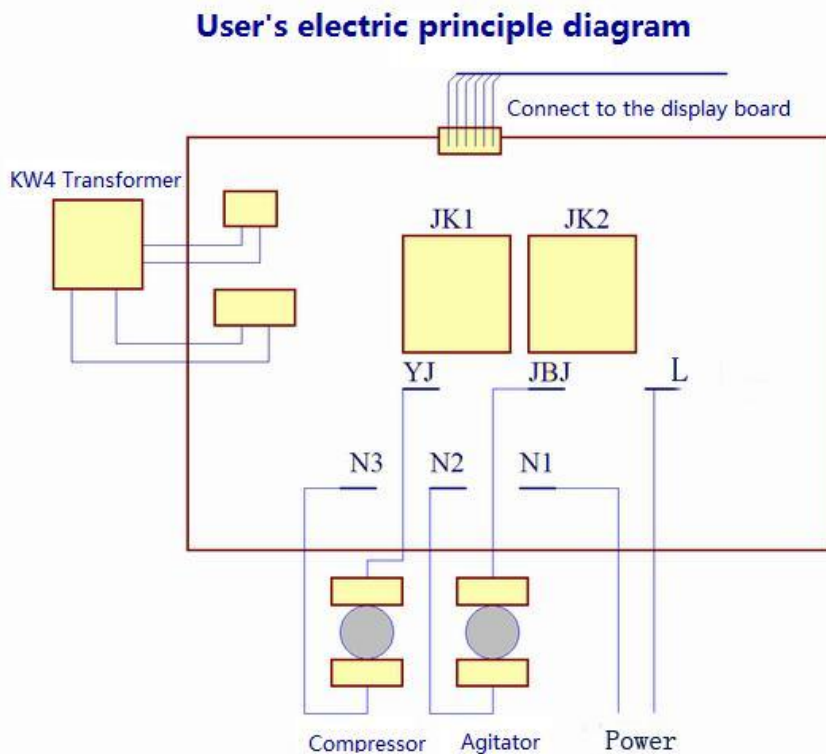 User's electric principle diagram
Connect to the display board
KW4 Transformer
JK1
JK2
YJ
JBJ
L
N3
N2
N1
Compressor
Agitator
Power